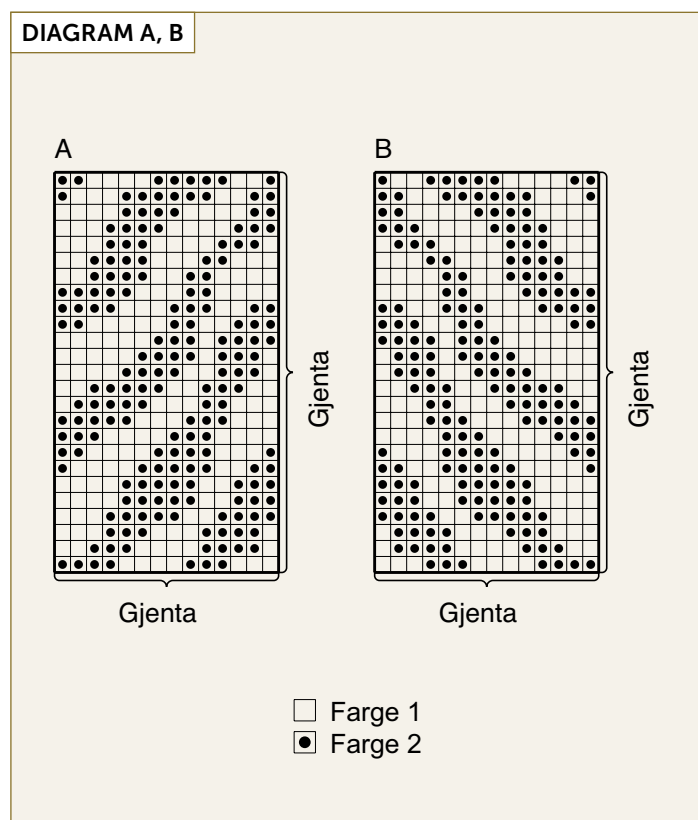 DIAGRAM A, B
A
B
Gjenta
Gjenta
Gjenta
Gjenta
Farge 1
Farge 2